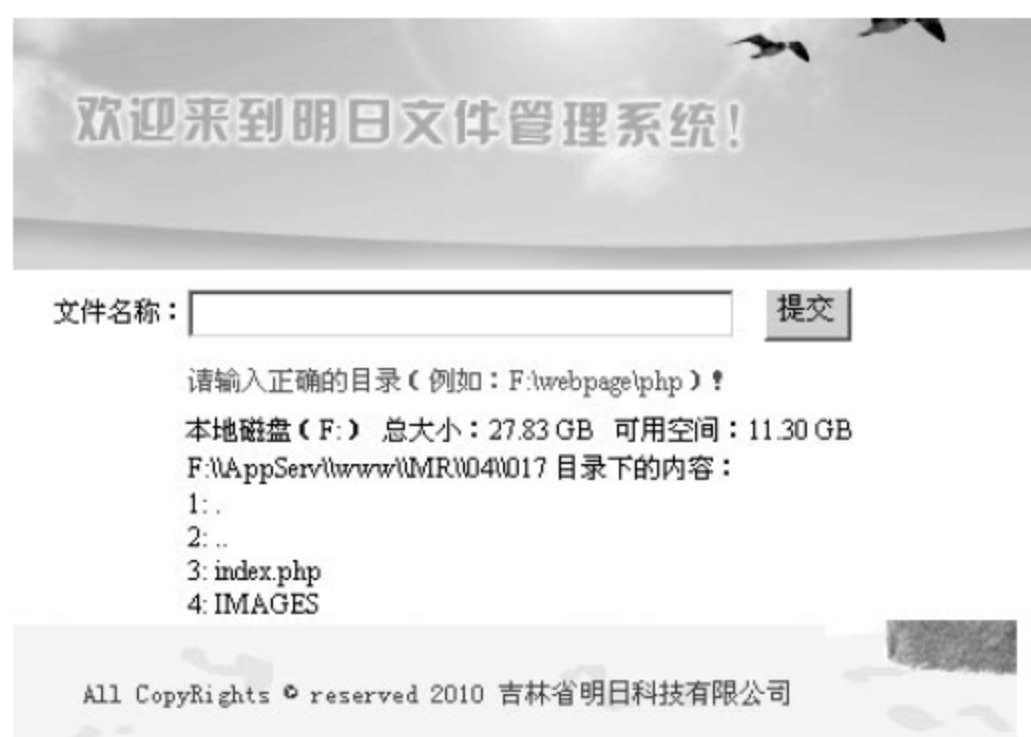 欢迎来到明日文件管理系统!
文件名称： 提交
请输入正确的目录（例如：F:\webpage\php）！
本地磁盘（F:） 总大小：27.83 GB 可用空间：11.30 GB
F:\\AppServ\\www\\MR\\04\\017 目录下的内容：
1: .
2: ..
3: index.php
4: IMAGES
All CopyRights © reserved 2010 吉林省明日科技有限公司